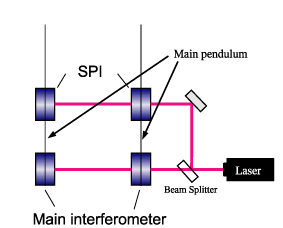 Main pendulum
SPI
Laser
Beam Splitter
Main interferometer